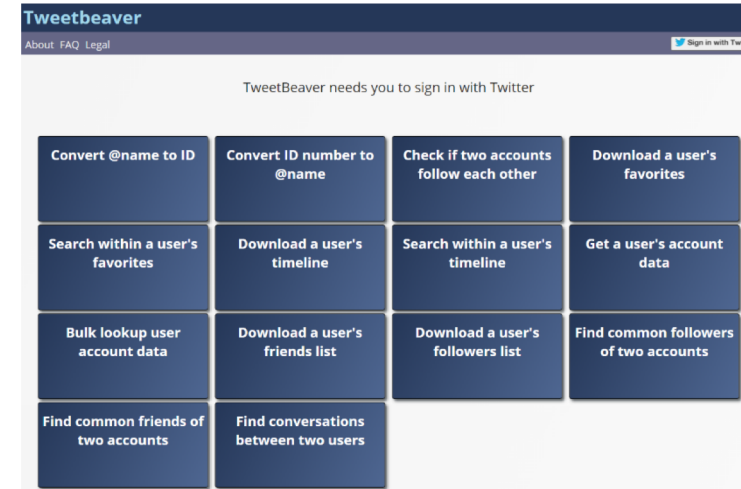 Tweetbeaver
About FAQ Legal
Sign in with Tw
TweetBeaver needs you to sign in with Twitter
Convert @name to ID
Convert ID number to
@name
Check if two accounts
follow each other
Download a user's
favorites
Search within a user's
favorites
Download a user's
timeline
Search within a user's
timeline
Get a user's account
data
Bulk lookup user
account data
Download a user's
friends list
Download a user's
followers list
Find common followers
of two accounts
Find common friends of
two accounts
Find conversations
between two users